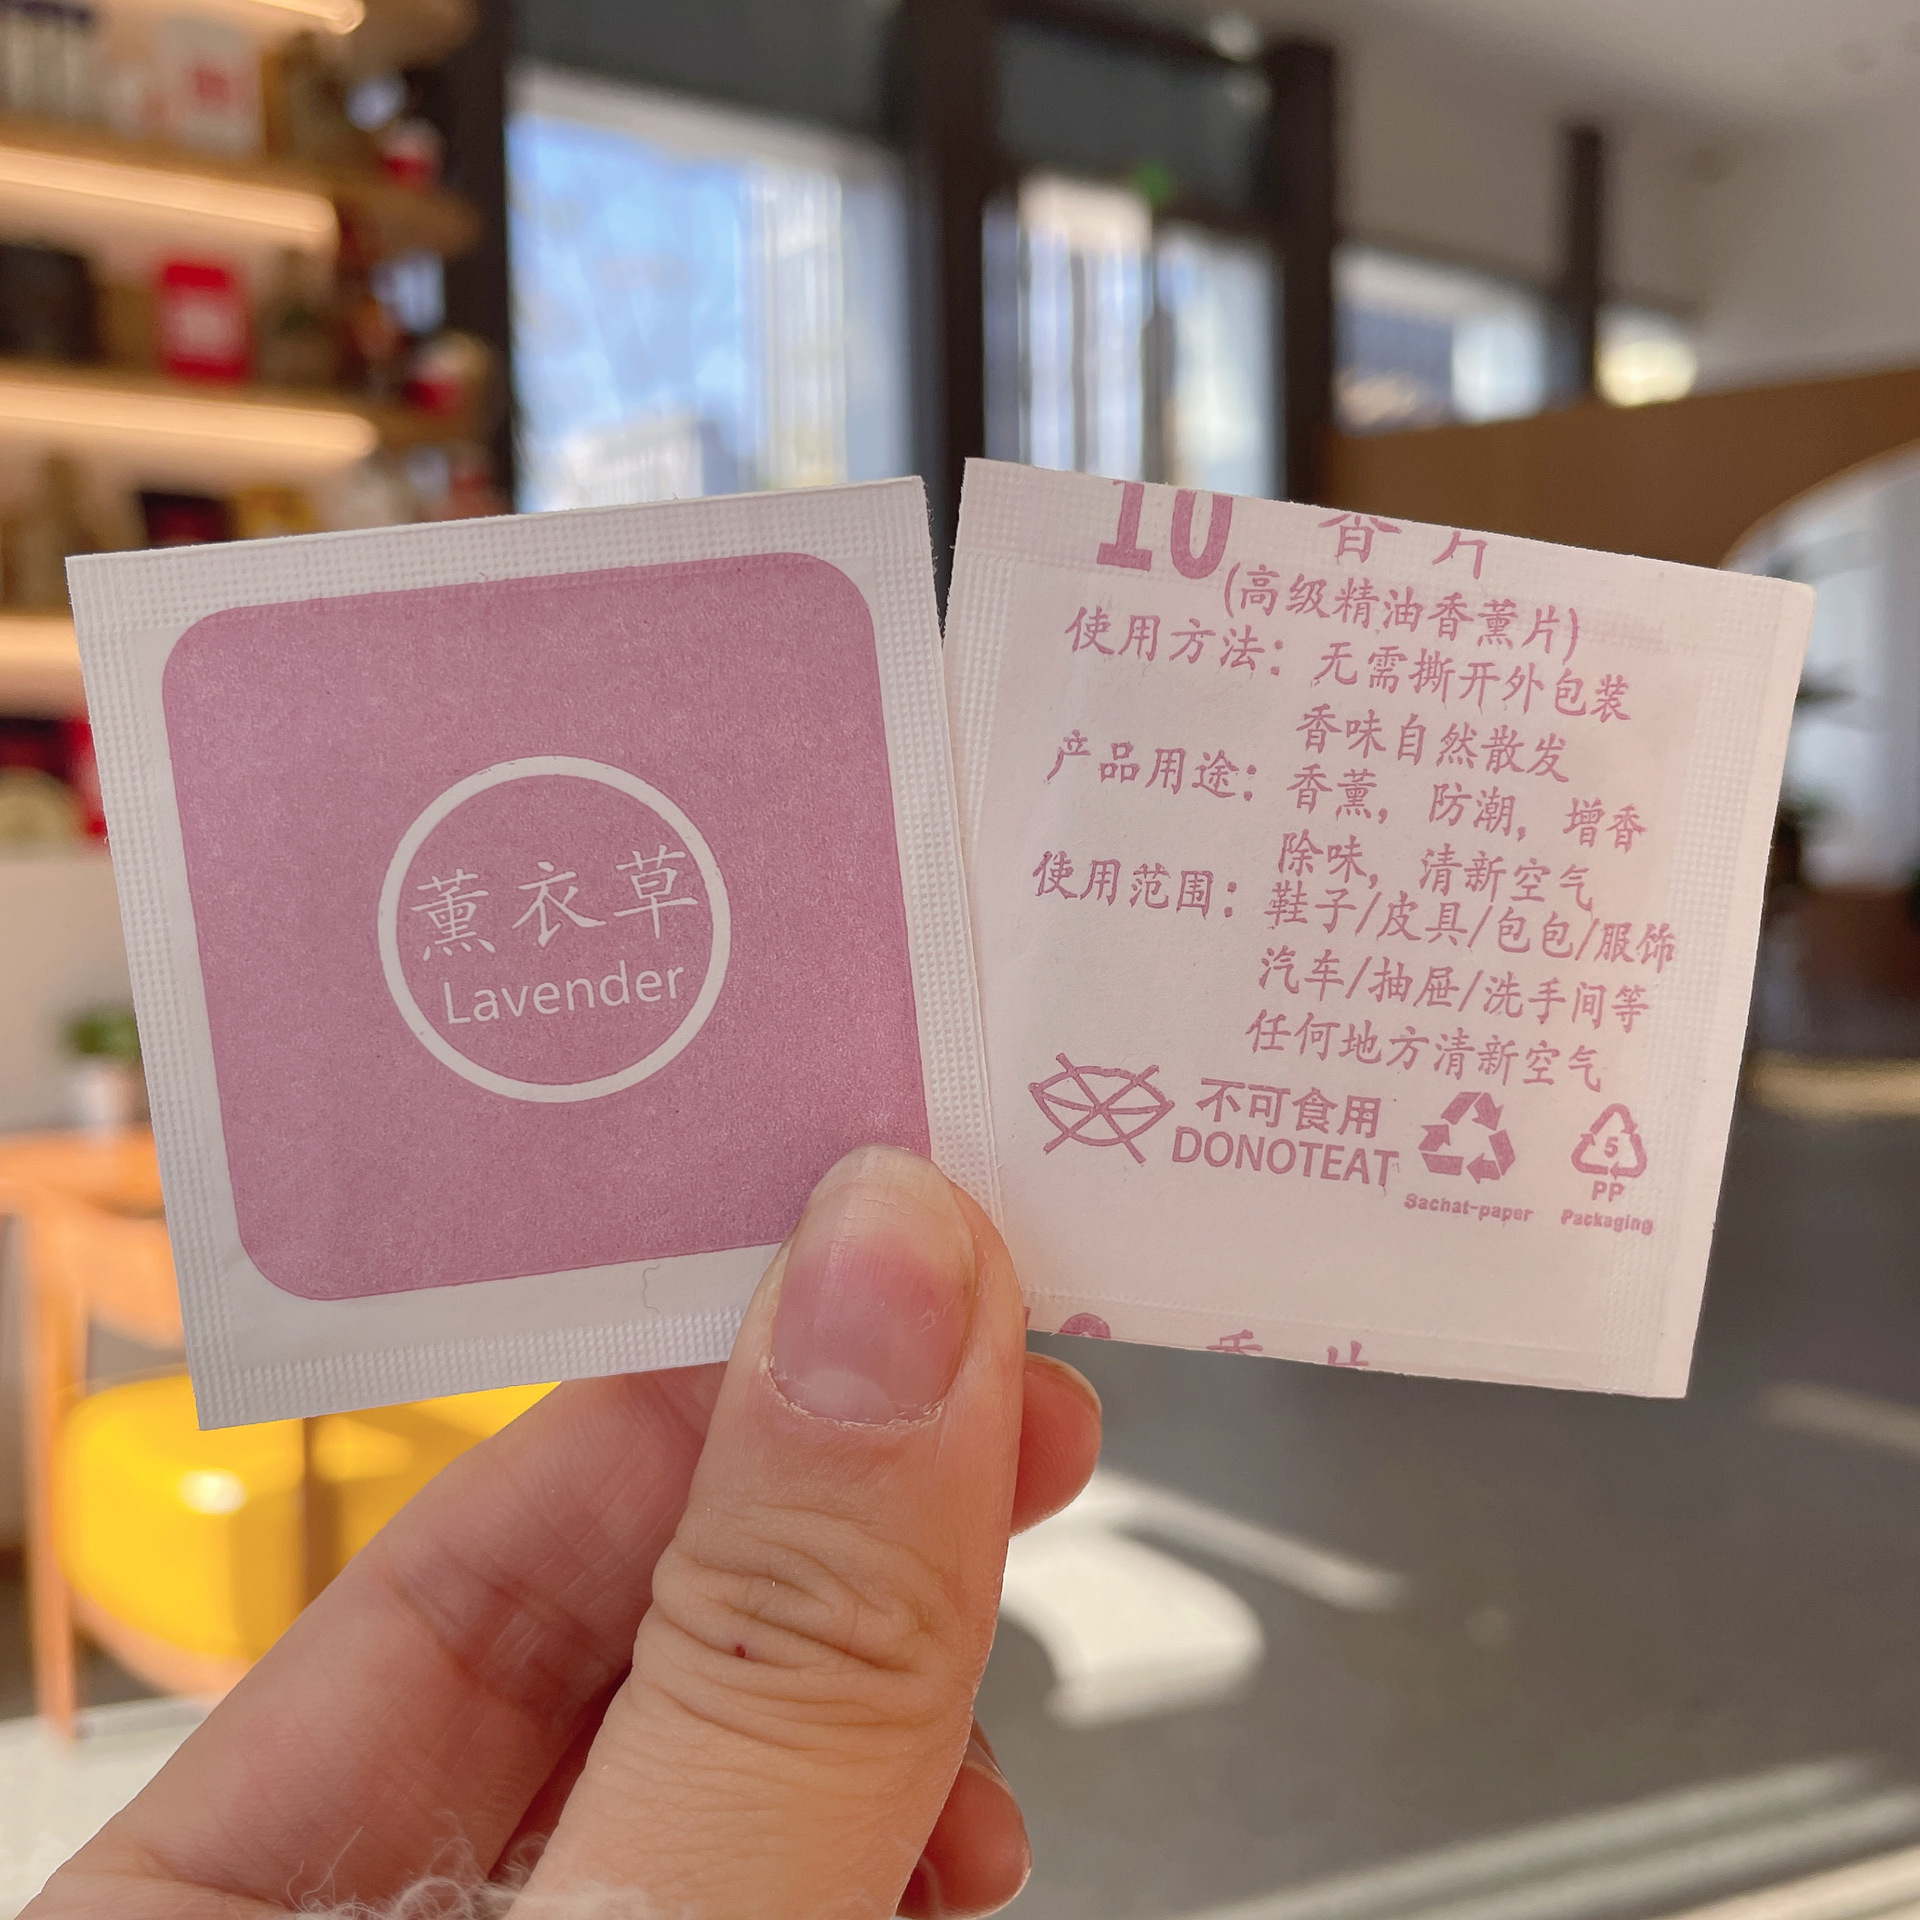 薰衣草
Lavender
10 香片
(高级精油香薰片)
使用方法：无需撕开外包装
香味自然散发
产品用途：香薰，防潮，增香
除味，清新空气
使用范围：鞋子/皮具/包包/服饰
汽车/抽屉/洗手间等
任何地方清新空气
不可食用
DONOTEAT
Sachat-paper
5
PP
Packaging
香片